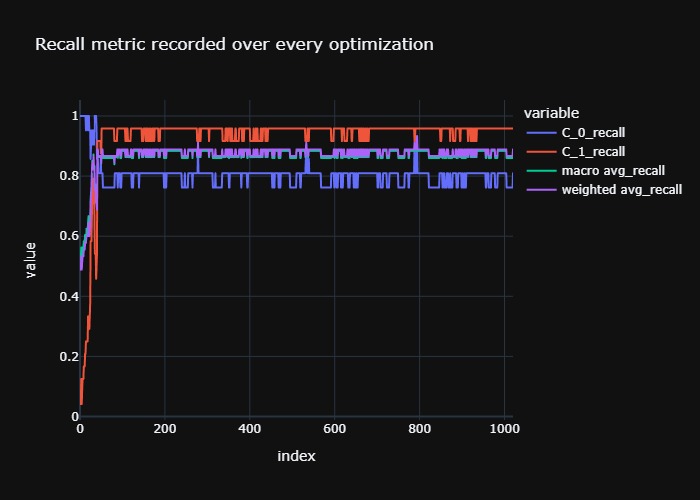 Recall metric recorded over every optimization
variable
C_0_recall
C_1_recall
macro avg_recall
weighted avg_recall
value
1
0.8
0.6
0.4
0.2
0
0 200 400 600 800 1000
index